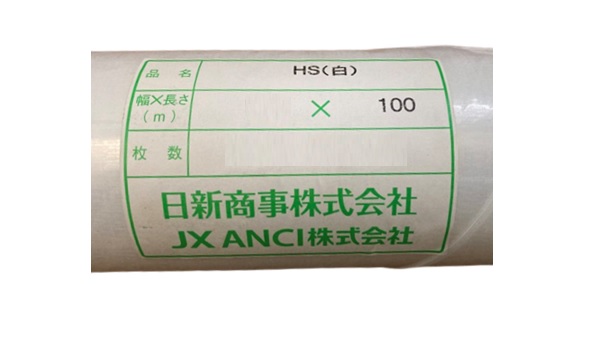 品名 HS(白)
幅×長さ(m) × 100
枚数
日新商事株式会社
JX ANCI株式会社